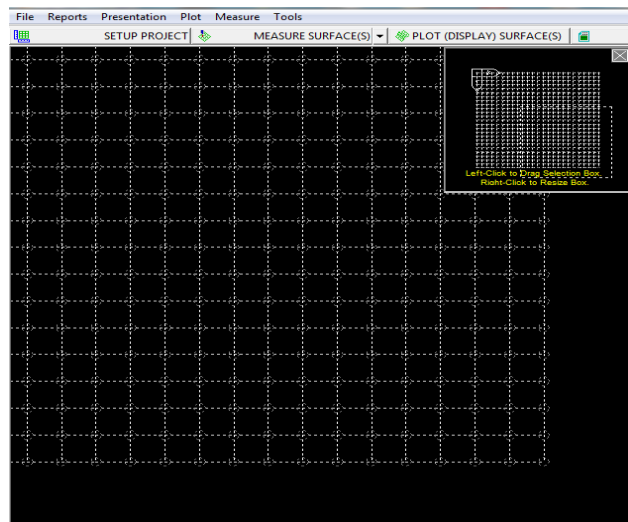 File Reports Presentation Plot Measure Tools
SETUP PROJECT MEASURE SURFACE(S) PLOT (DISPLAY) SURFACE(S)
Left-Click to Drag Selection Box.
Right-Click to Resize Box.